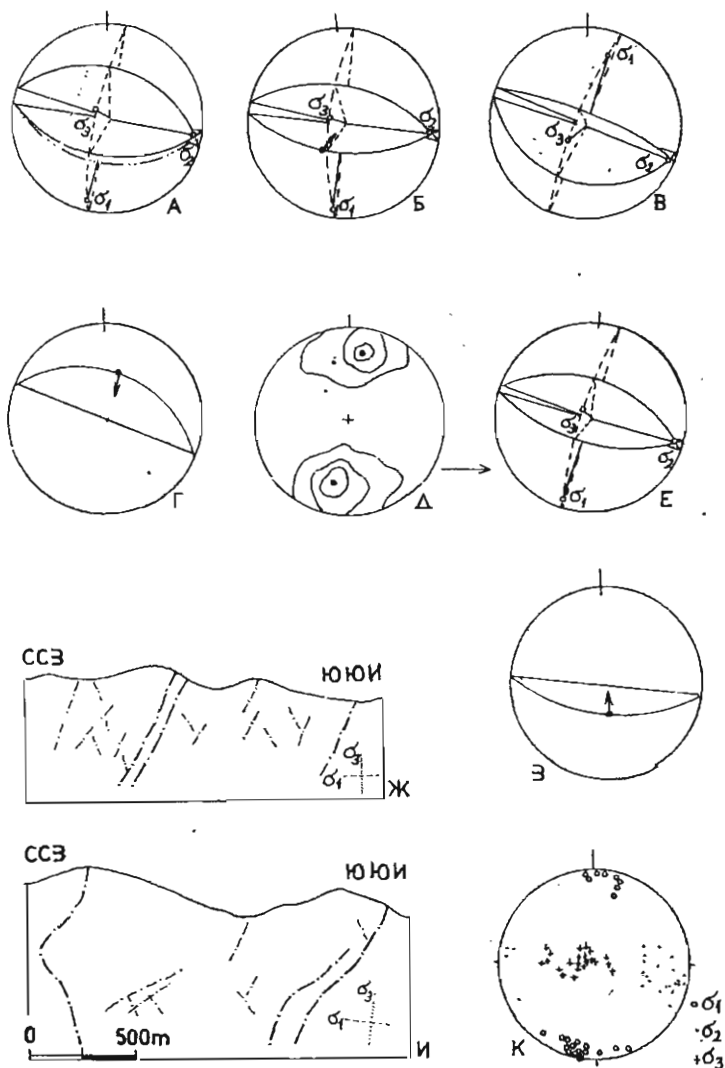 σ₃
σ₂
σ₁
А
σ₃
σ₂
σ₁
Б
σ₁
σ₃
σ₂
В
Г
Д
σ₃
σ₂
σ₁
Е
ССЗ
ЮЮИ
σ₃
σ₁
Ж
З
ССЗ
ЮЮИ
σ₃
σ₁
0 500m
И
К
σ₁
σ₂
σ₃